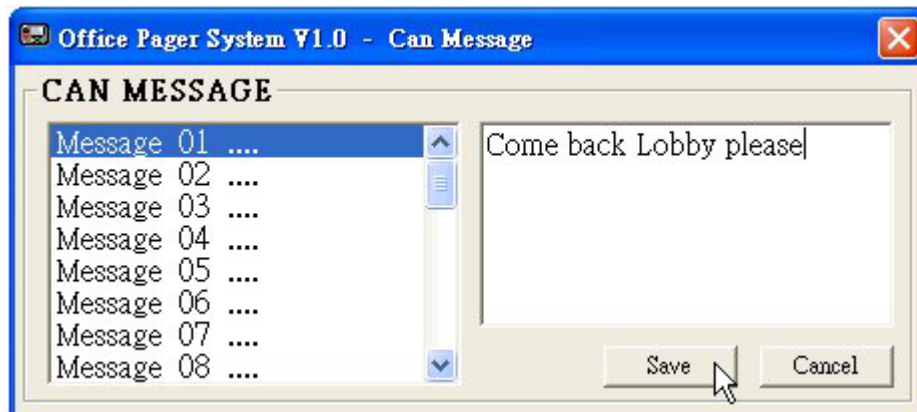 Office Pager System V1.0 - Can Message
CAN MESSAGE
Message 01 ....
Message 02 ....
Message 03 ....
Message 04 ....
Message 05 ....
Message 06 ....
Message 07 ....
Message 08 ....
Come back Lobby please
Save
Cancel